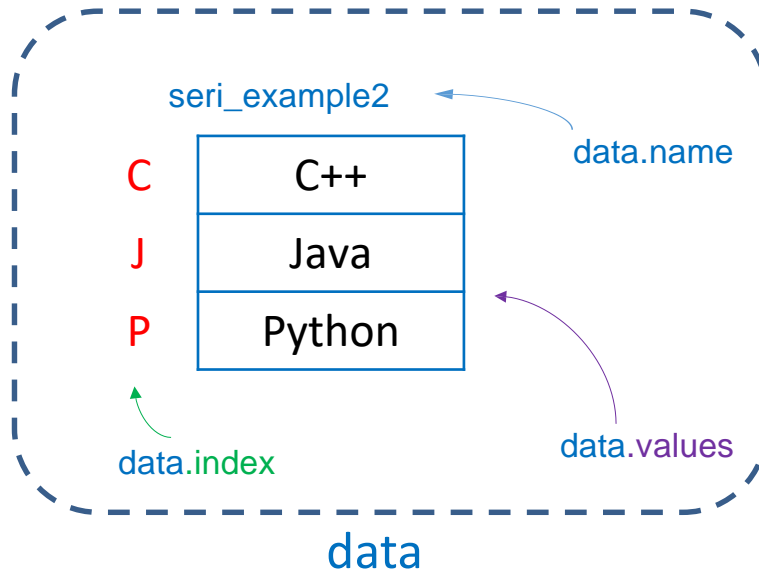 seri_example2
data.name
C C++
J Java
P Python
data.index
data.values
data